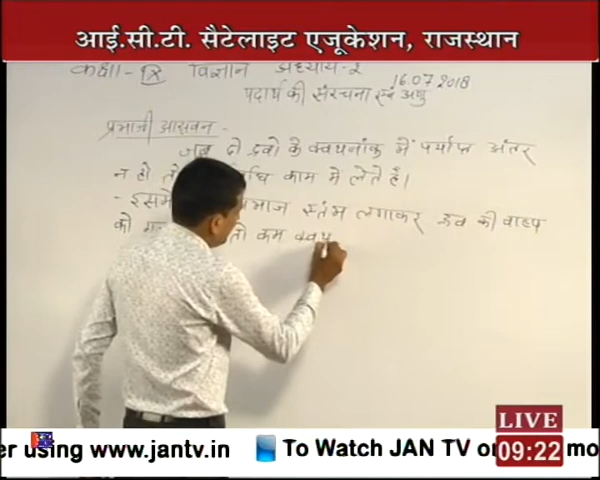 आई.सी.टी. सैटेलाइट एजूकेशन, राजस्थान
कक्षा - IX विज्ञान अध्याय - 2
16.07.2018
पदार्थ की संरचना एवं अणु
प्रभाजी आसवन -
जब दो द्रवो के क्वथनांक में पर्याप्त अंतर
न हो तो काम मे लेते है।
- इसमे स्तंभ लगाकर द्रव की वाष्प
को तो कम क्वथ
LIVE
er using www.jantv.in To Watch JAN TV on mo
09:22